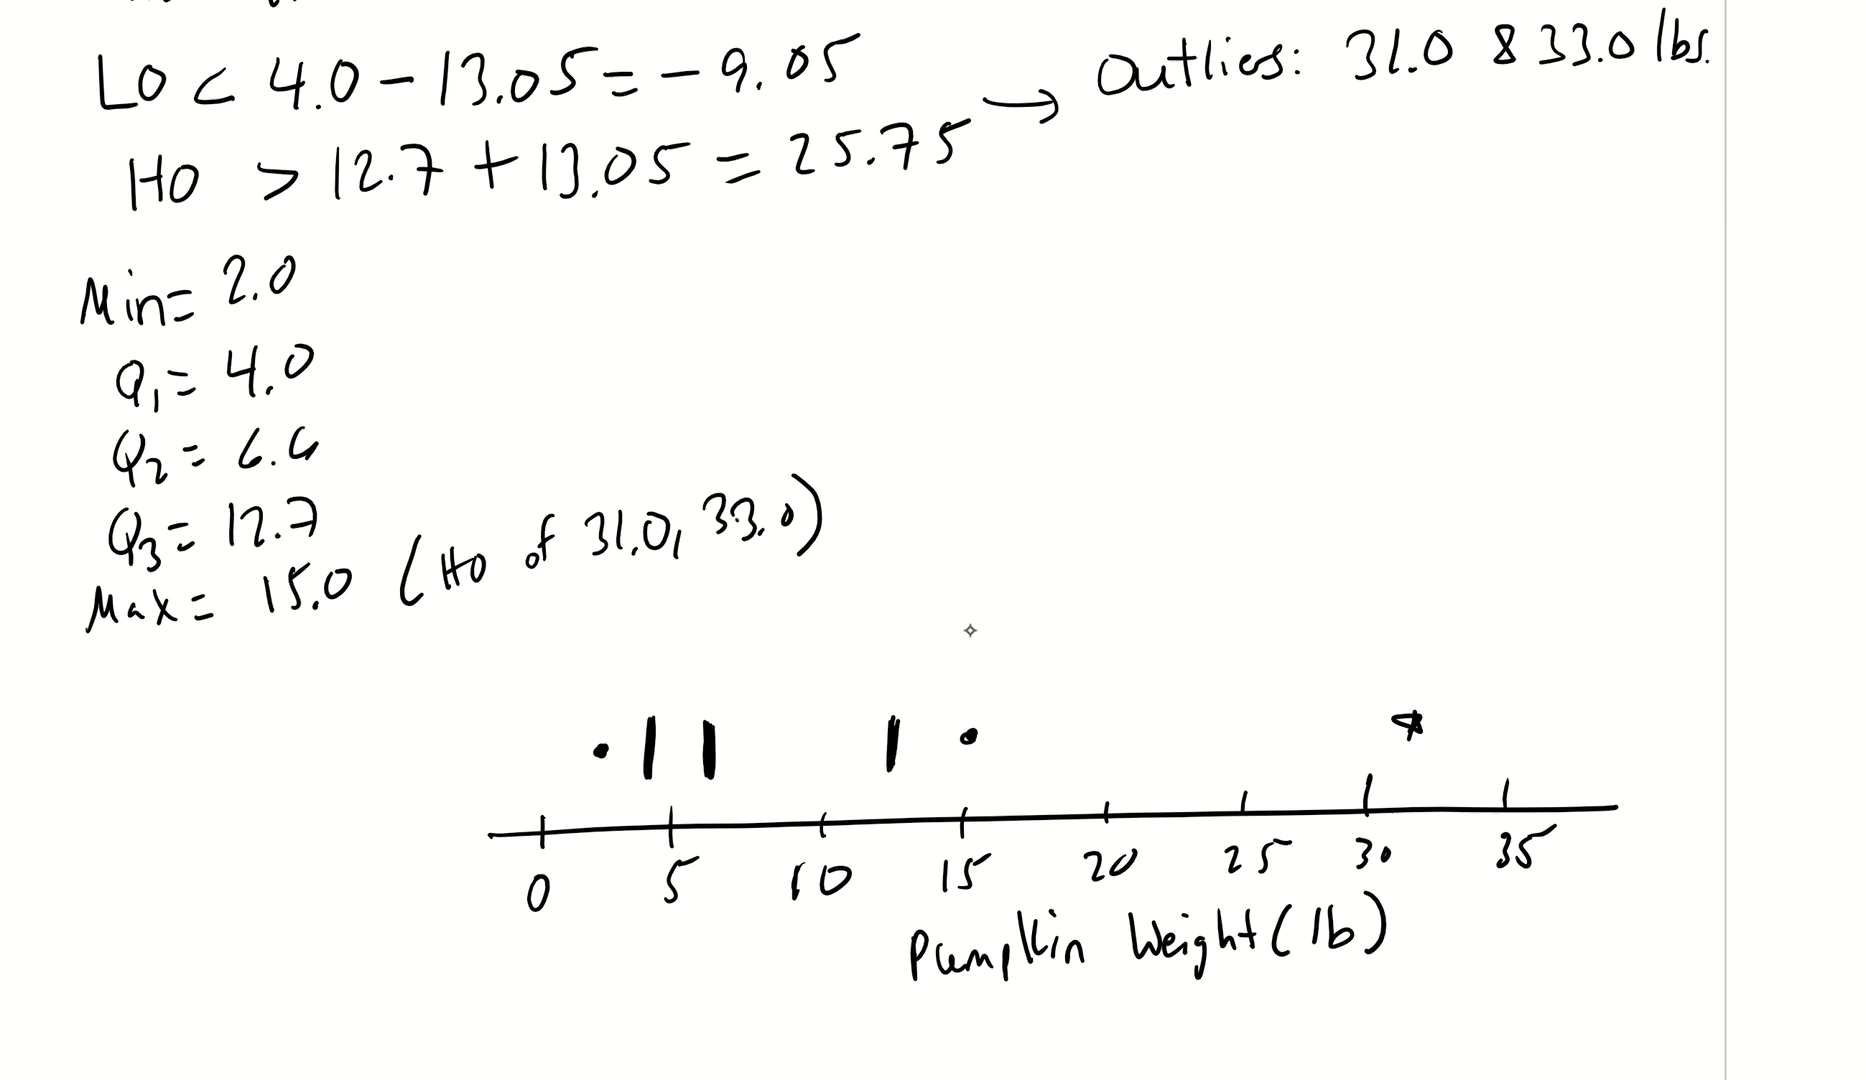 LO < 4.0 - 13.05 = - 9.05
HO > 12.7 + 13.05 = 25.75
→ Outliers: 31.0 & 33.0 lbs.
Min = 2.0
Q1 = 4.0
Q2 = 6.6
Q3 = 12.7
Max = 15.0 (HO of 31.0, 33.0)
0 5 10 15 20 25 30 35
Pumpkin Weight (lb)